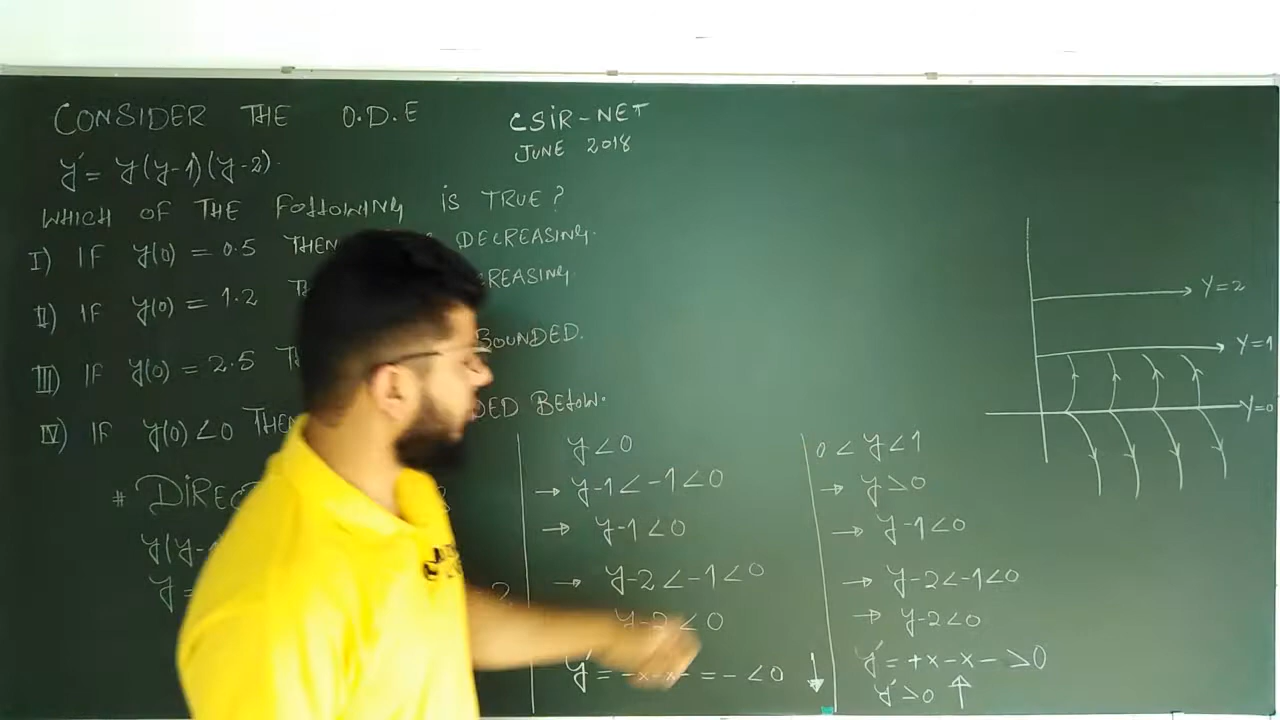 CONSIDER THE O.D.E
CSIR-NET
JUNE 2018
y' = y(y-1)(y-2).
WHICH OF THE FOLLOWING IS TRUE?
I) IF y(0) = 0.5 THEN DECREASING.
II) IF y(0) = 1.2 CREASING
III) IF y(0) = 2.5 BOUNDED.
IV) IF y(0) <0 THEN DED BELOW.
# DIREC
y(y-
y=
2
y<0
→ y-1<-1<0
→ y-1<0
→ y-2<-1<0
y-2<0
y' = -x-x- = - <0 ↓
0<y<1
→ y>0
→ y-1<0
→ y-2<-1<0
→ y-2<0
y' = +x-x- >0
y'>0 ↑
Y=2
Y=1
Y=0